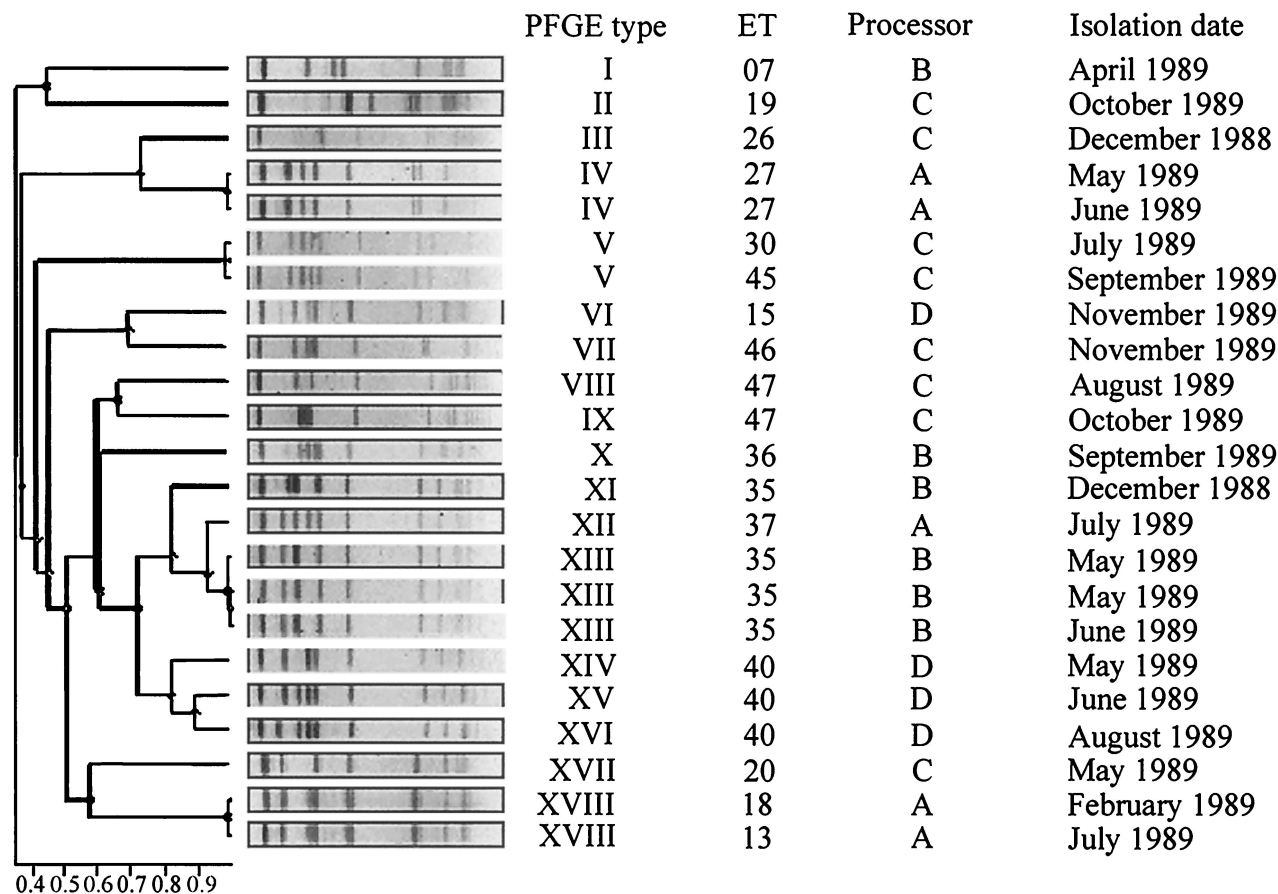 PFGE type ET Processor Isolation date
I 07 B April 1989
II 19 C October 1989
III 26 C December 1988
IV 27 A May 1989
IV 27 A June 1989
V 30 C July 1989
V 45 C September 1989
VI 15 D November 1989
VII 46 C November 1989
VIII 47 C August 1989
IX 47 C October 1989
X 36 B September 1989
XI 35 B December 1988
XII 37 A July 1989
XIII 35 B May 1989
XIII 35 B May 1989
XIII 35 B June 1989
XIV 40 D May 1989
XV 40 D June 1989
XVI 40 D August 1989
XVII 20 C May 1989
XVIII 18 A February 1989
XVIII 13 A July 1989
0.4 0.5 0.6 0.7 0.8 0.9